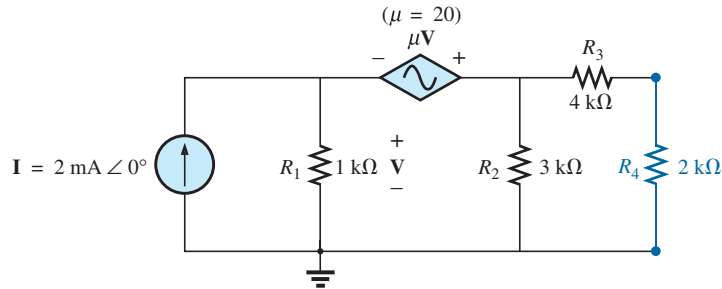 (μ = 20)
μV
– +
R3
4 kΩ
I = 2 mA ∠ 0°
R1
1 kΩ
+
V
–
R2
3 kΩ
R4
2 kΩ